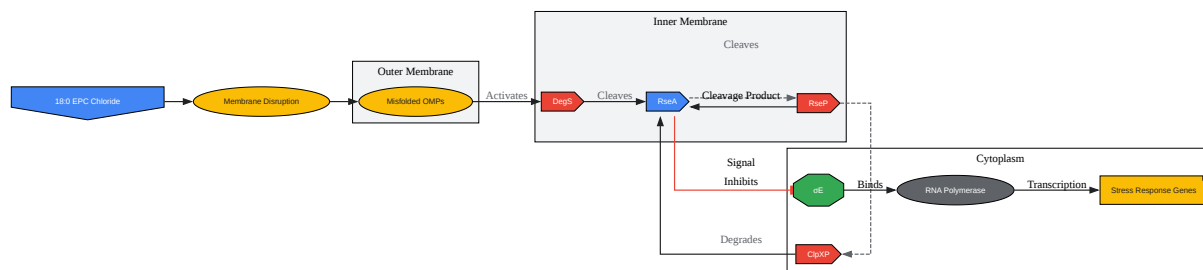 Inner Membrane
Cleaves
Outer Membrane
18:0 EPC Chloride
Membrane Disruption
Misfolded OMPs
Activates
DegS
Cleaves
RseA
Cleavage Product
RseP
Signal
Inhibits
Cytoplasm
σE
Binds
RNA Polymerase
Transcription
Stress Response Genes
Degrades
ClpXP